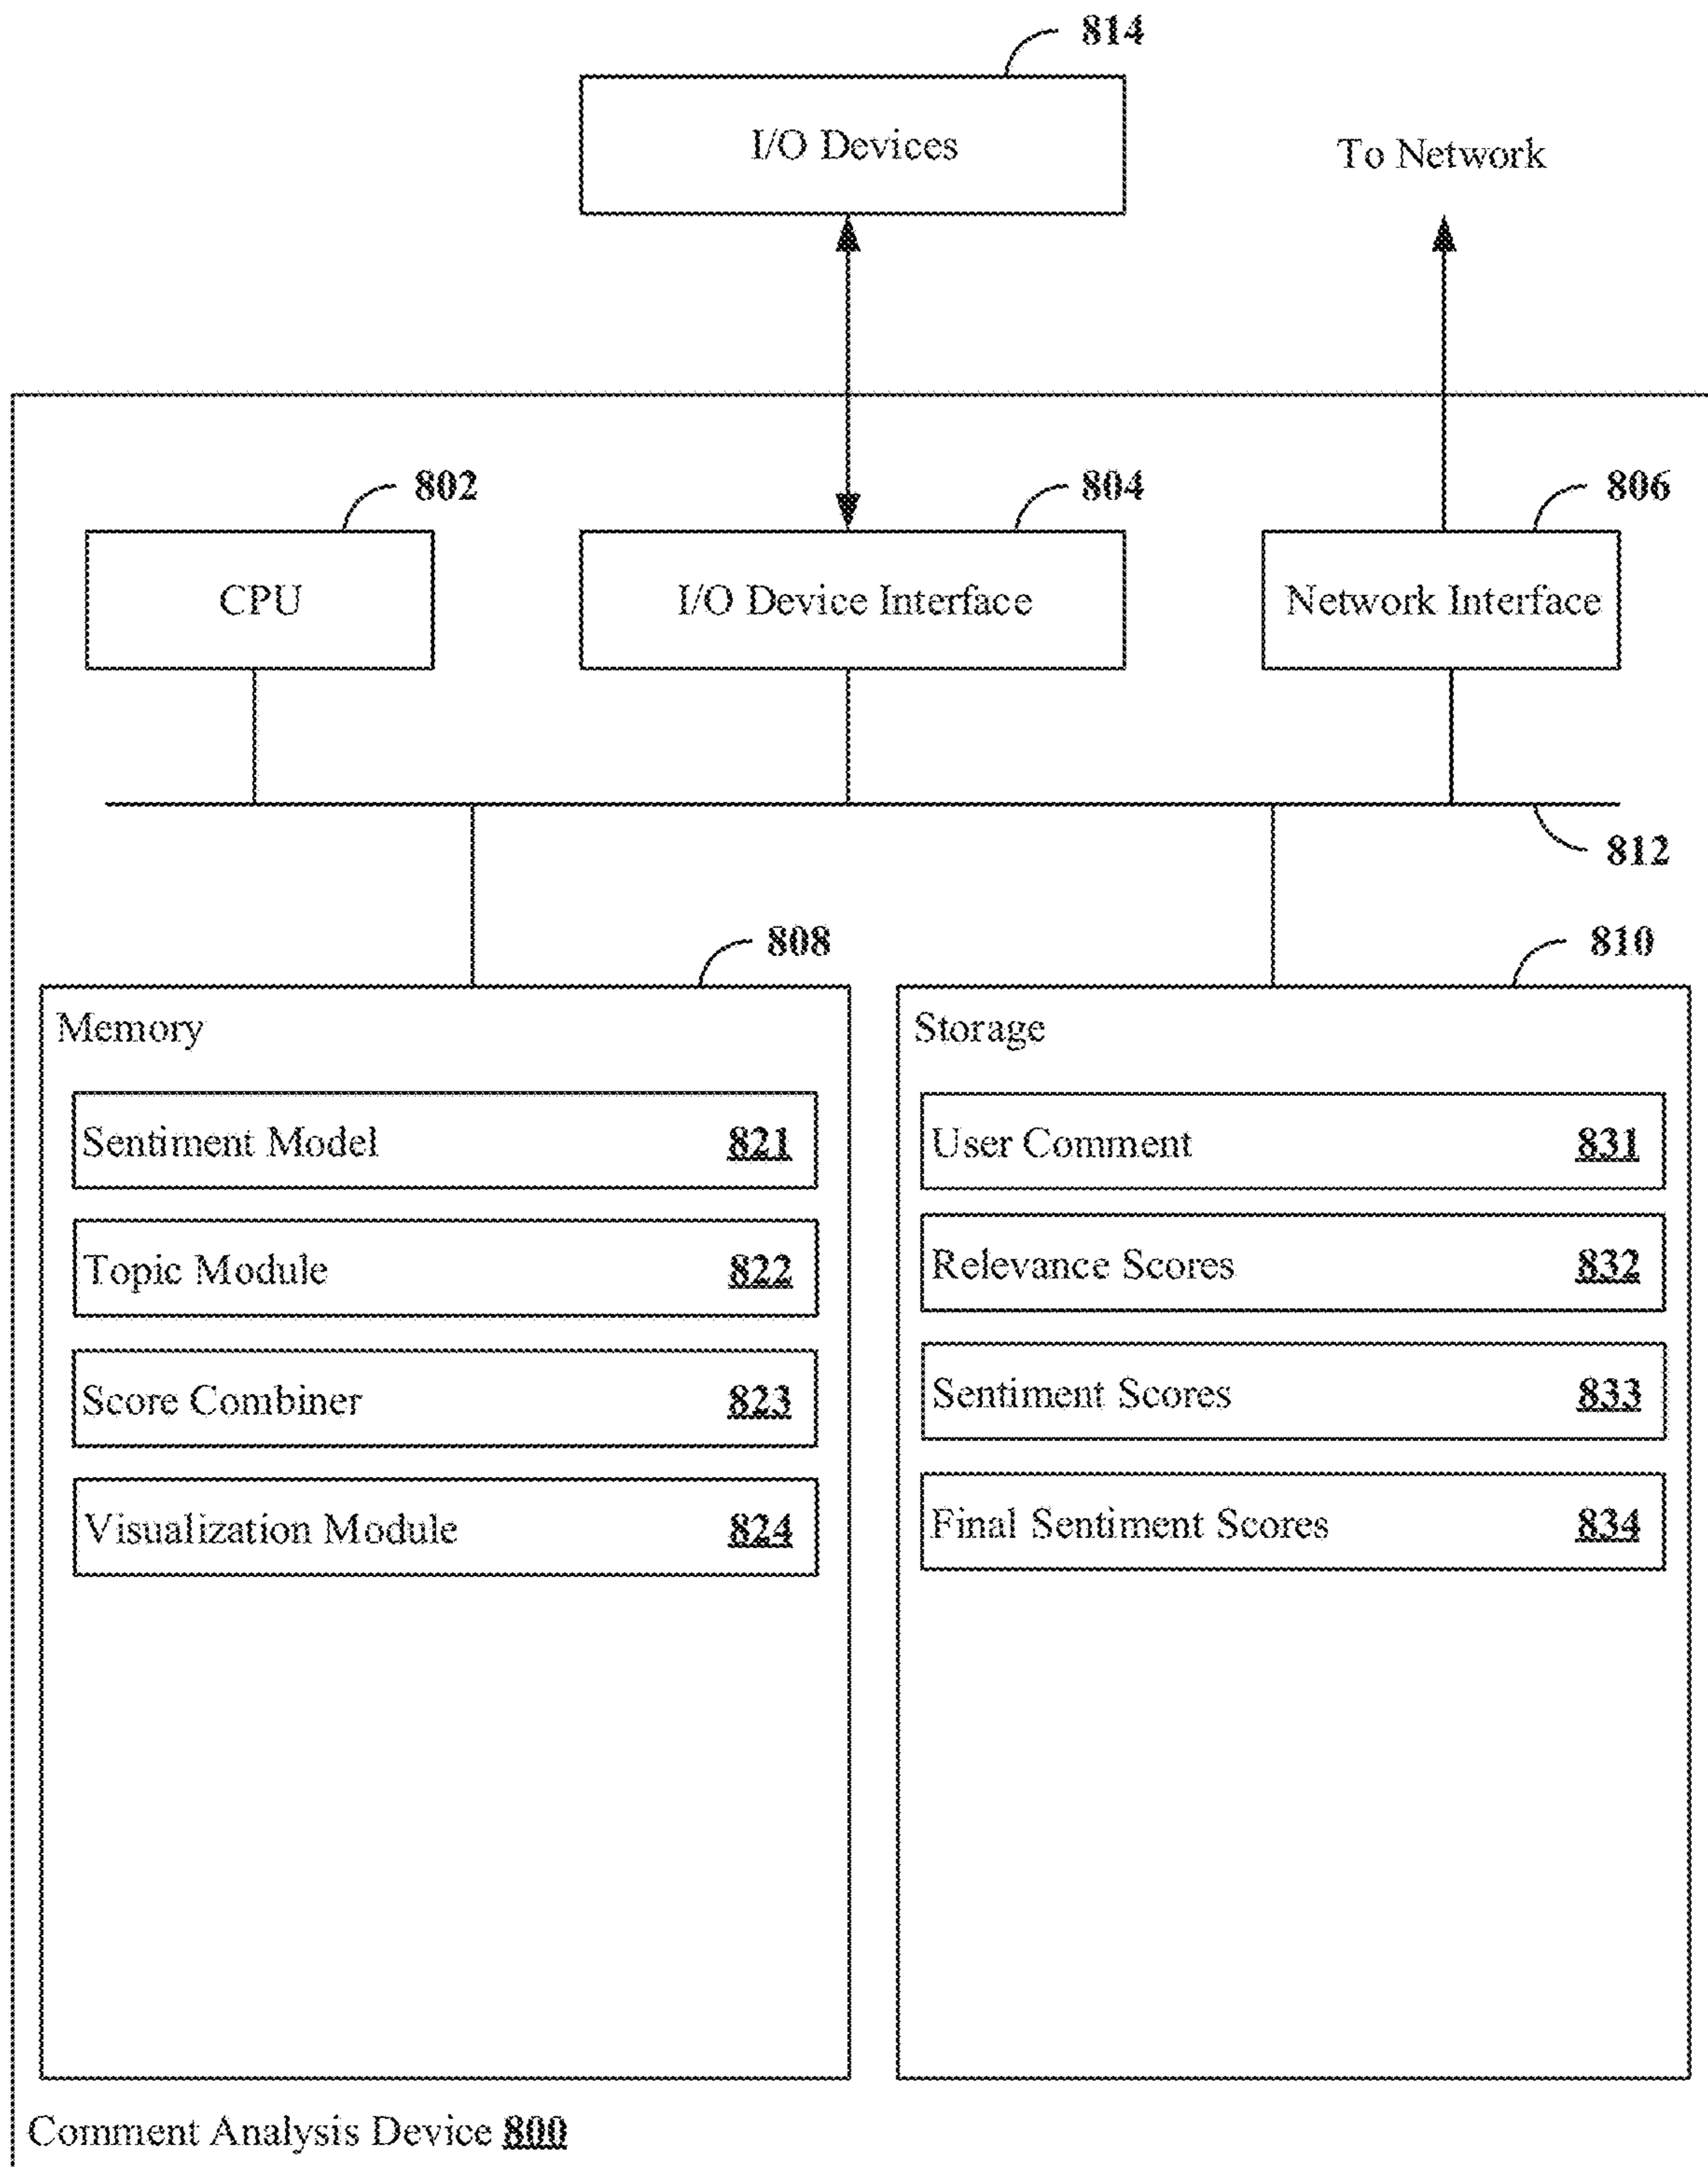 814
I/O Devices
To Network
802
804
806
CPU
I/O Device Interface
Network Interface
812
808
810
Memory
Sentiment Model 821
Topic Module 822
Score Combiner 823
Visualization Module 824
Storage
User Comment 831
Relevance Scores 832
Sentiment Scores 833
Final Sentiment Scores 834
Comment Analysis Device 800